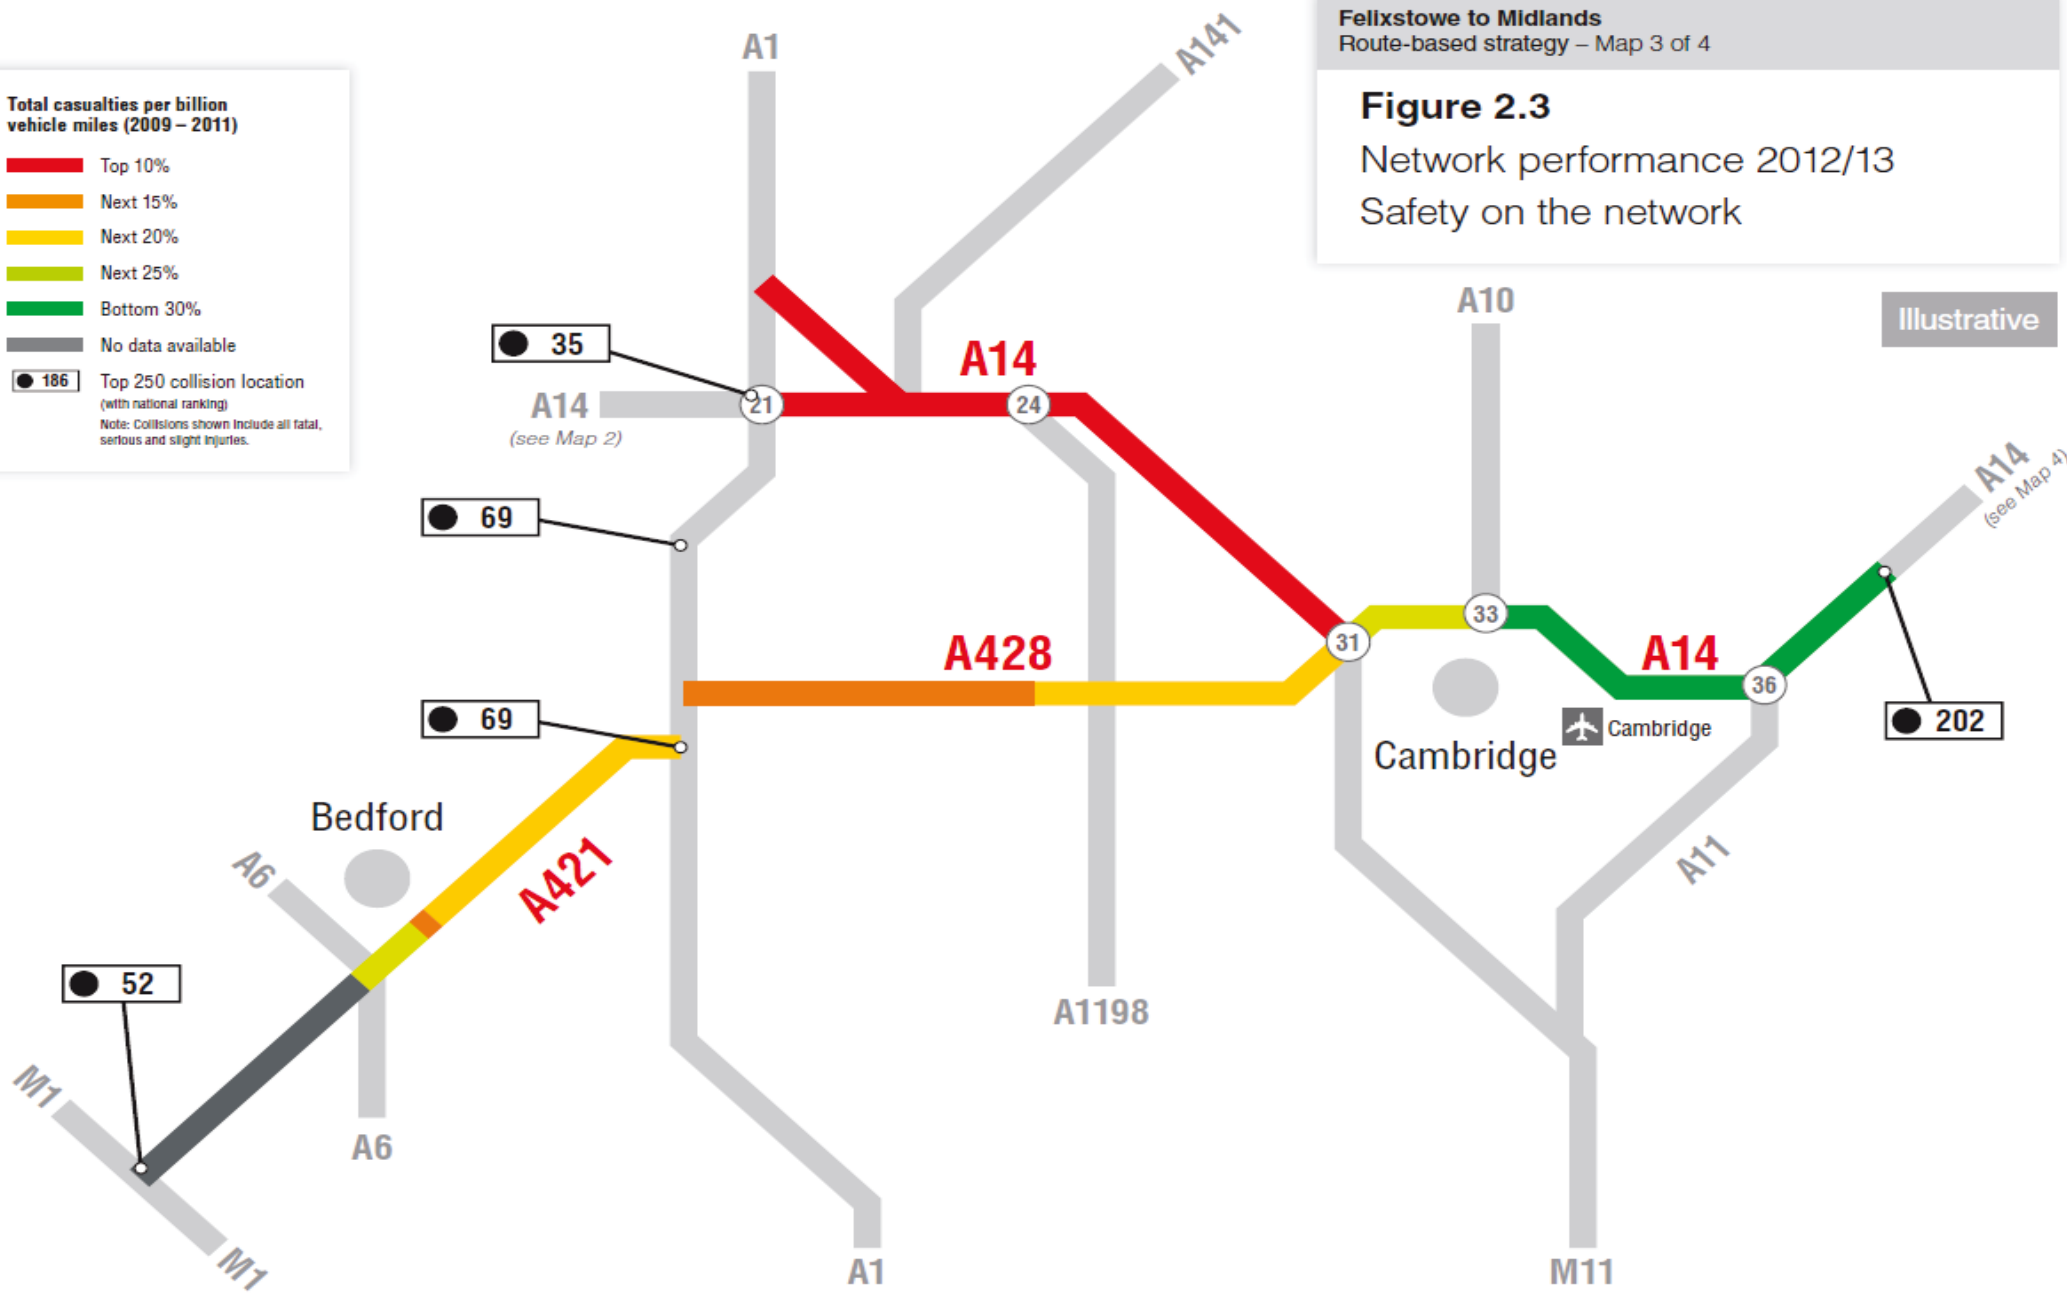 Felixstowe to Midlands
Route-based strategy – Map 3 of 4
Figure 2.3
Network performance 2012/13
Safety on the network
Illustrative
Total casualties per billion
vehicle miles (2009 – 2011)
Top 10%
Next 15%
Next 20%
Next 25%
Bottom 30%
No data available
186
Top 250 collision location
(with national ranking)
Note: Collisions shown include all fatal,
serious and slight injuries.
A1
A141
A10
35
A14
A14
(see Map 2)
21
24
A14
(see Map 4)
69
33
31
A428
A14
36
69
202
Cambridge
Cambridge
Bedford
A421
A6
A11
52
A1198
M1
A6
M1
A1
M11